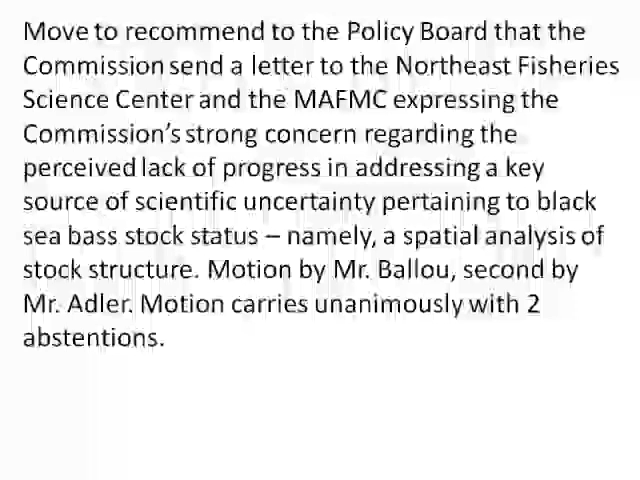 Move to recommend to the Policy Board that the
Commission send a letter to the Northeast Fisheries
Science Center and the MAFMC expressing the
Commission’s strong concern regarding the
perceived lack of progress in addressing a key
source of scientific uncertainty pertaining to black
sea bass stock status – namely, a spatial analysis of
stock structure. Motion by Mr. Ballou, second by
Mr. Adler. Motion carries unanimously with 2
abstentions.